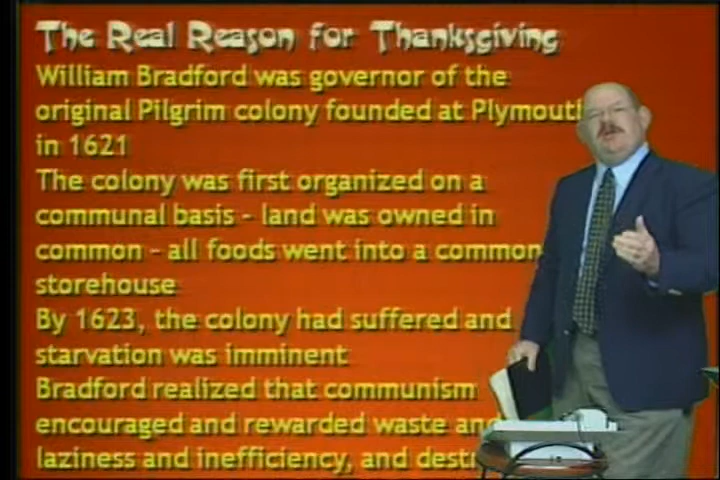 The Real Reason for Thanksgiving
William Bradford was governor of the
original Pilgrim colony founded at
in 1621
The colony was first organized on a
communal basis - land was owned in
common - all foods went into a common
storehouse
By 1623, the colony had suffered and
starvation was imminent
Bradford realized that communism
encouraged and rewarded waste
laziness and inefficiency, and